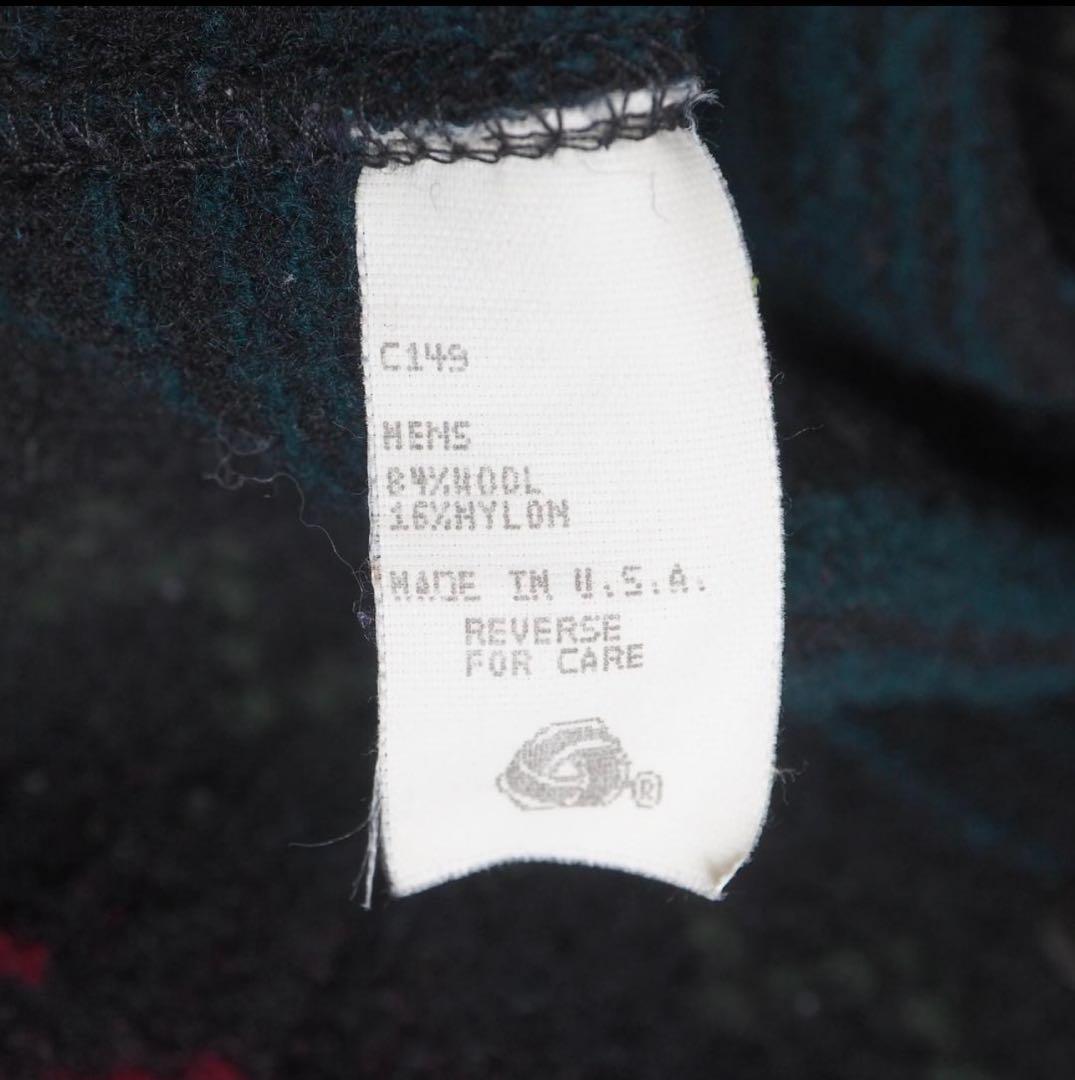 C149
MENS
84%WOOL
16%NYLON
MADE IN U.S.A.
REVERSE
FOR CARE
®